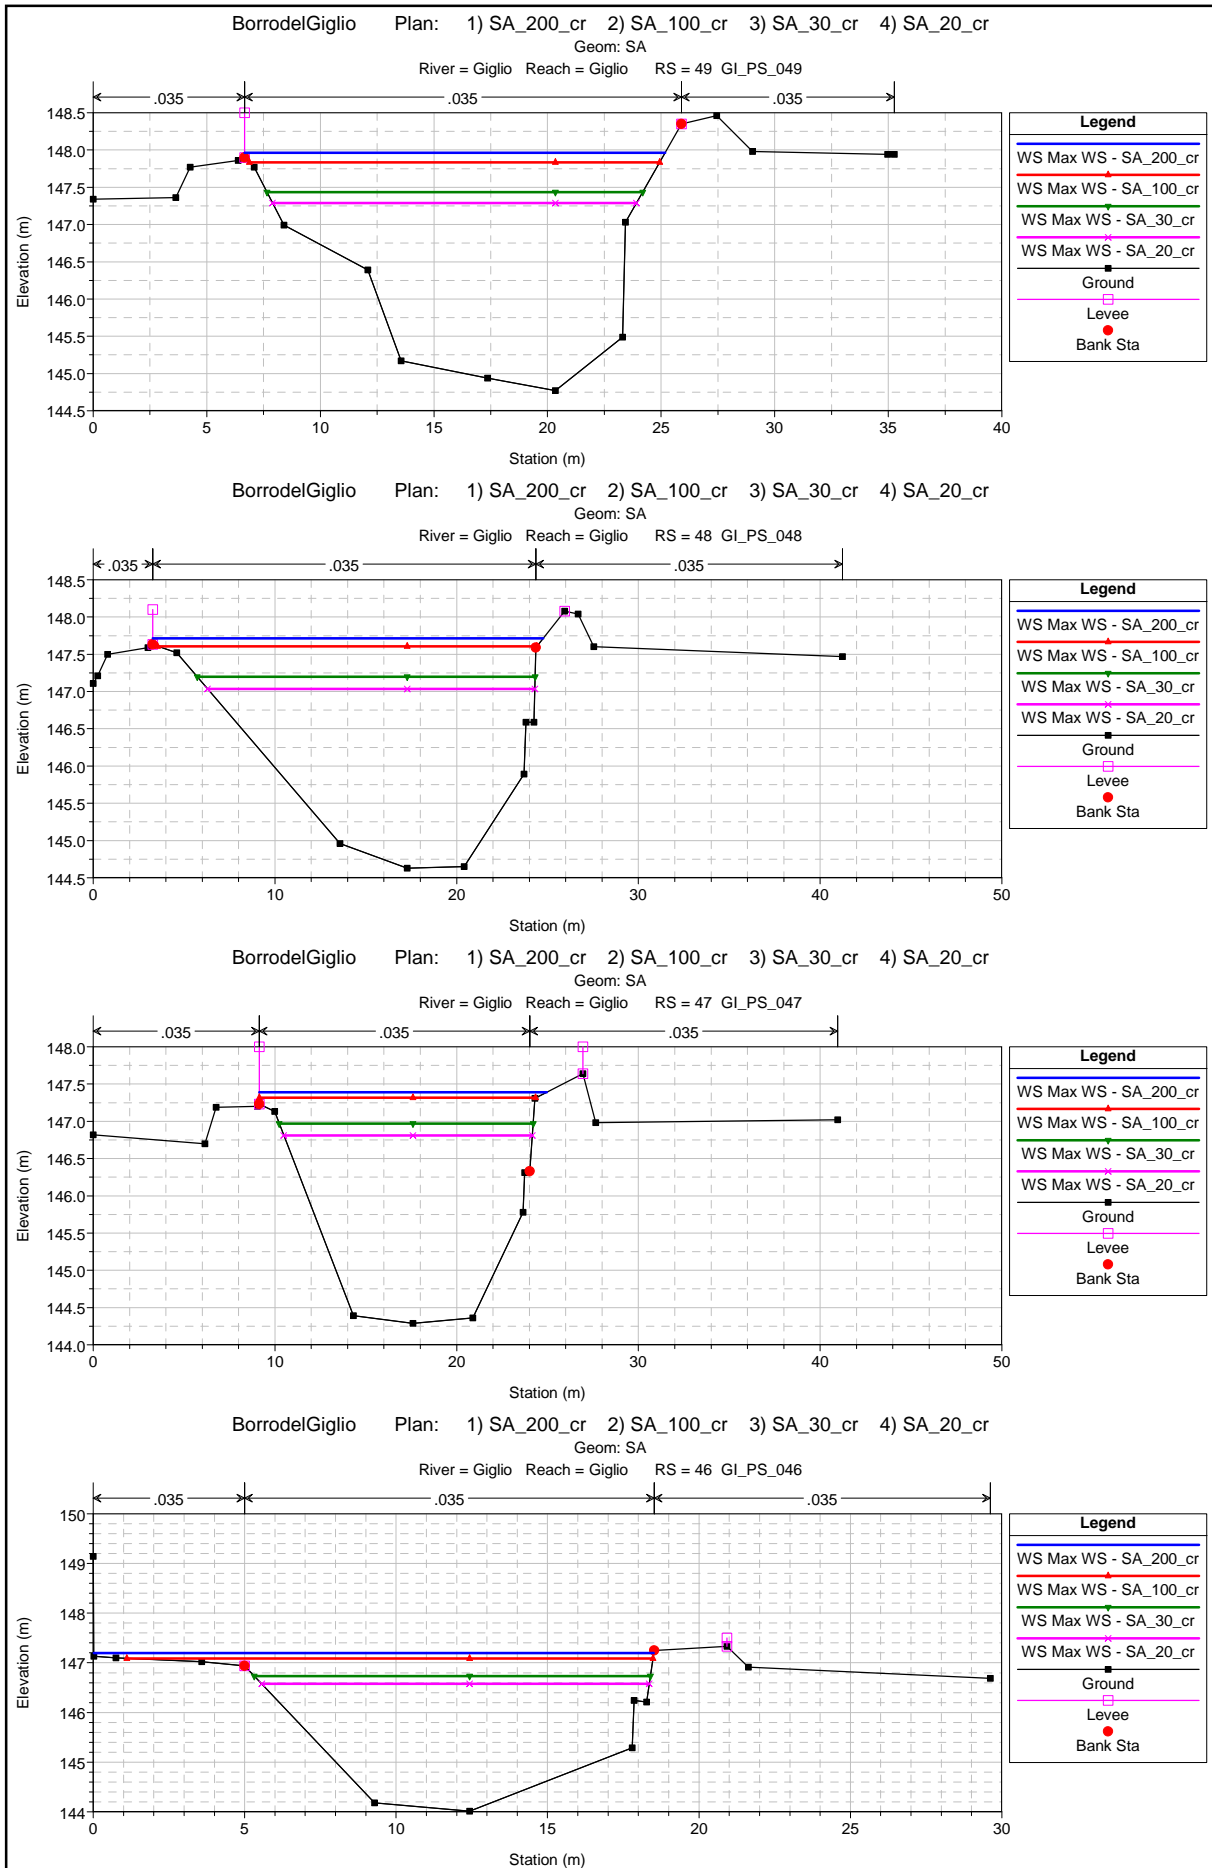 BorrodelGiglio Plan: 1) SA_200_cr 2) SA_100_cr 3) SA_30_cr 4) SA_20_cr
Geom: SA
River = Giglio Reach = Giglio RS = 49 GI_PS_049
.035 .035 .035
148.5
148.0
147.5
147.0
146.5
146.0
145.5
145.0
144.5
Elevation (m)
0 5 10 15 20 25 30 35 40
Station (m)
Legend
WS Max WS - SA_200_cr
WS Max WS - SA_100_cr
WS Max WS - SA_30_cr
WS Max WS - SA_20_cr
Ground
Levee
Bank Sta
BorrodelGiglio Plan: 1) SA_200_cr 2) SA_100_cr 3) SA_30_cr 4) SA_20_cr
Geom: SA
River = Giglio Reach = Giglio RS = 48 GI_PS_048
.035 .035 .035
148.5
148.0
147.5
147.0
146.5
146.0
145.5
145.0
144.5
Elevation (m)
0 10 20 30 40 50
Station (m)
Legend
WS Max WS - SA_200_cr
WS Max WS - SA_100_cr
WS Max WS - SA_30_cr
WS Max WS - SA_20_cr
Ground
Levee
Bank Sta
BorrodelGiglio Plan: 1) SA_200_cr 2) SA_100_cr 3) SA_30_cr 4) SA_20_cr
Geom: SA
River = Giglio Reach = Giglio RS = 47 GI_PS_047
.035 .035 .035
148.0
147.5
147.0
146.5
146.0
145.5
145.0
144.5
144.0
Elevation (m)
0 10 20 30 40 50
Station (m)
Legend
WS Max WS - SA_200_cr
WS Max WS - SA_100_cr
WS Max WS - SA_30_cr
WS Max WS - SA_20_cr
Ground
Levee
Bank Sta
BorrodelGiglio Plan: 1) SA_200_cr 2) SA_100_cr 3) SA_30_cr 4) SA_20_cr
Geom: SA
River = Giglio Reach = Giglio RS = 46 GI_PS_046
.035 .035 .035
150
149
148
147
146
145
144
Elevation (m)
0 5 10 15 20 25 30
Station (m)
Legend
WS Max WS - SA_200_cr
WS Max WS - SA_100_cr
WS Max WS - SA_30_cr
WS Max WS - SA_20_cr
Ground
Levee
Bank Sta